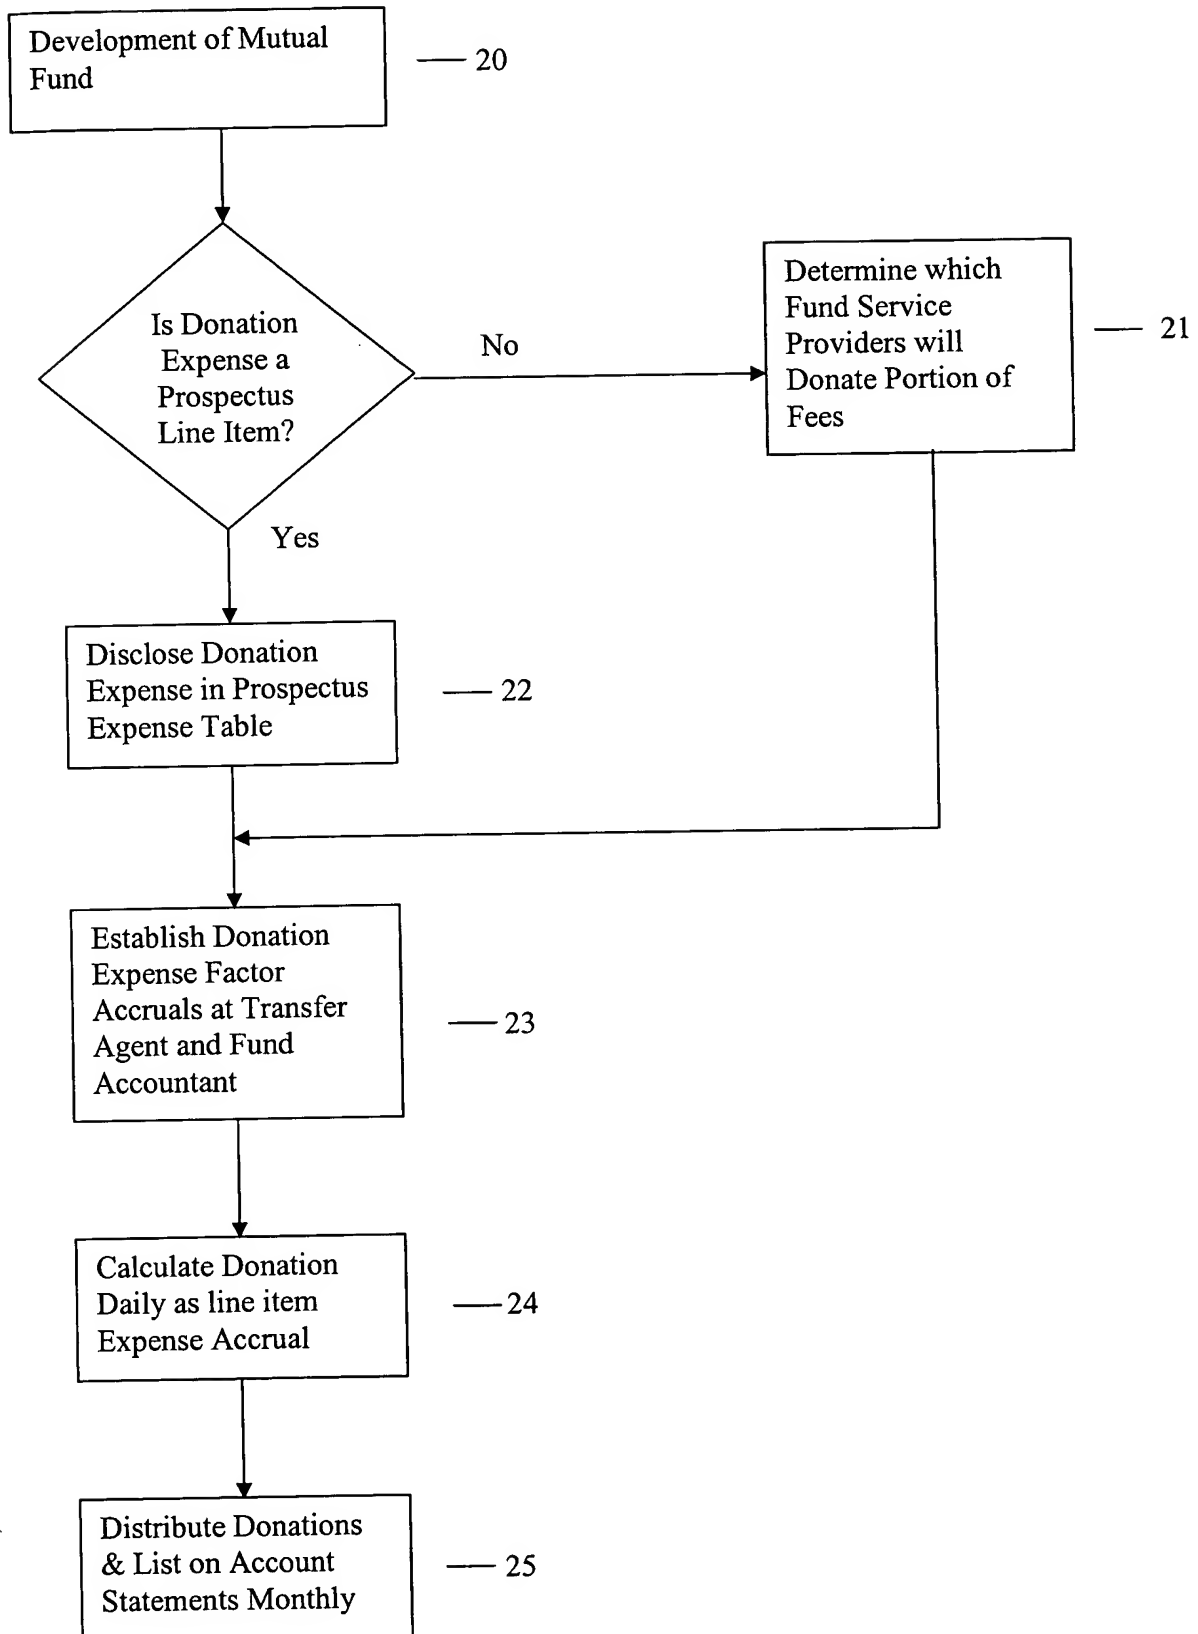 Development of Mutual
Fund
20
Is Donation
Expense a
Prospectus
Line Item?
No
Determine which
Fund Service
Providers will
Donate Portion of
Fees
21
Yes
Disclose Donation
Expense in Prospectus
Expense Table
22
Establish Donation
Expense Factor
Accruals at Transfer
Agent and Fund
Accountant
23
Calculate Donation
Daily as line item
Expense Accrual
24
Distribute Donations
& List on Account
Statements Monthly
25